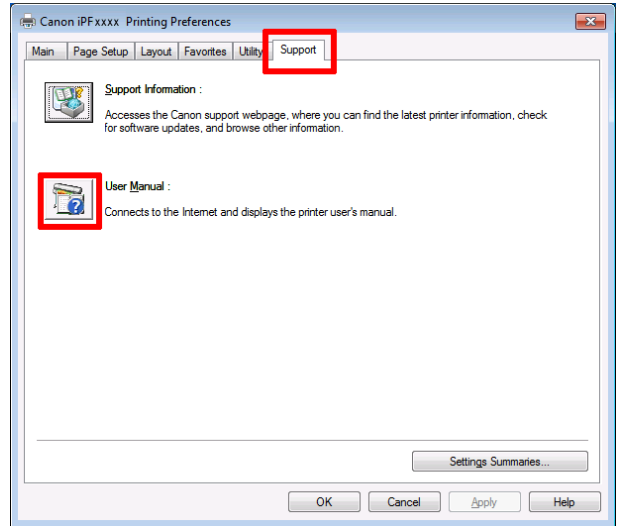 Canon iPFxxxx Printing Preferences
Main Page Setup Layout Favorites Utility Support
Support Information :
Accesses the Canon support webpage, where you can find the latest printer information, check
for software updates, and browse other information.
User Manual :
Connects to the Internet and displays the printer user's manual.
Settings Summaries...
OK Cancel Apply Help